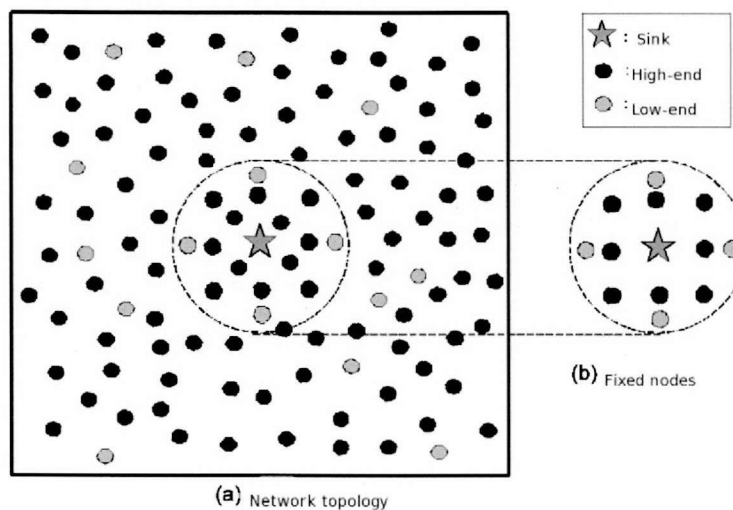 : Sink
:High-end
:Low-end
(b) Fixed nodes
(a) Network topology